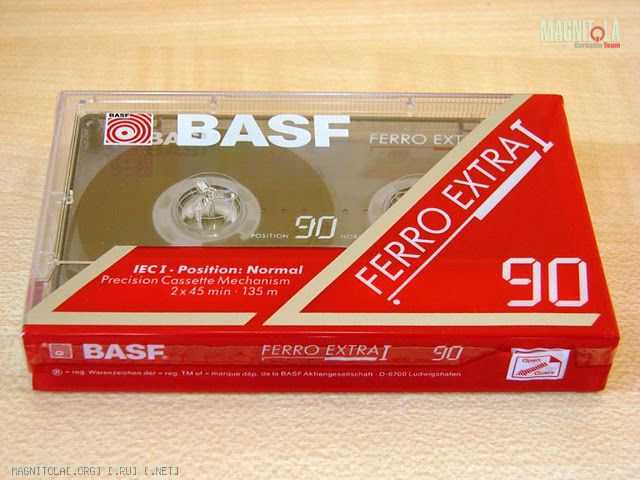 MAGNITOLA
CarAudio Team
BASF
BASF
FERRO EXTRA I
POSITION 90 NOR
FERRO EXTRA I
IEC I · Position: Normal
Precision Cassette Mechanism
2 x 45 min · 135 m
90
BASF FERRO EXTRA I 90
Open
Ouvrir
® = reg. Warenzeichen der = reg. TM of = marque dép. de la BASF Aktiengesellschaft · D-6700 Ludwigshafen
MAGNITOLA[.ORG] [.RU] [.NET]